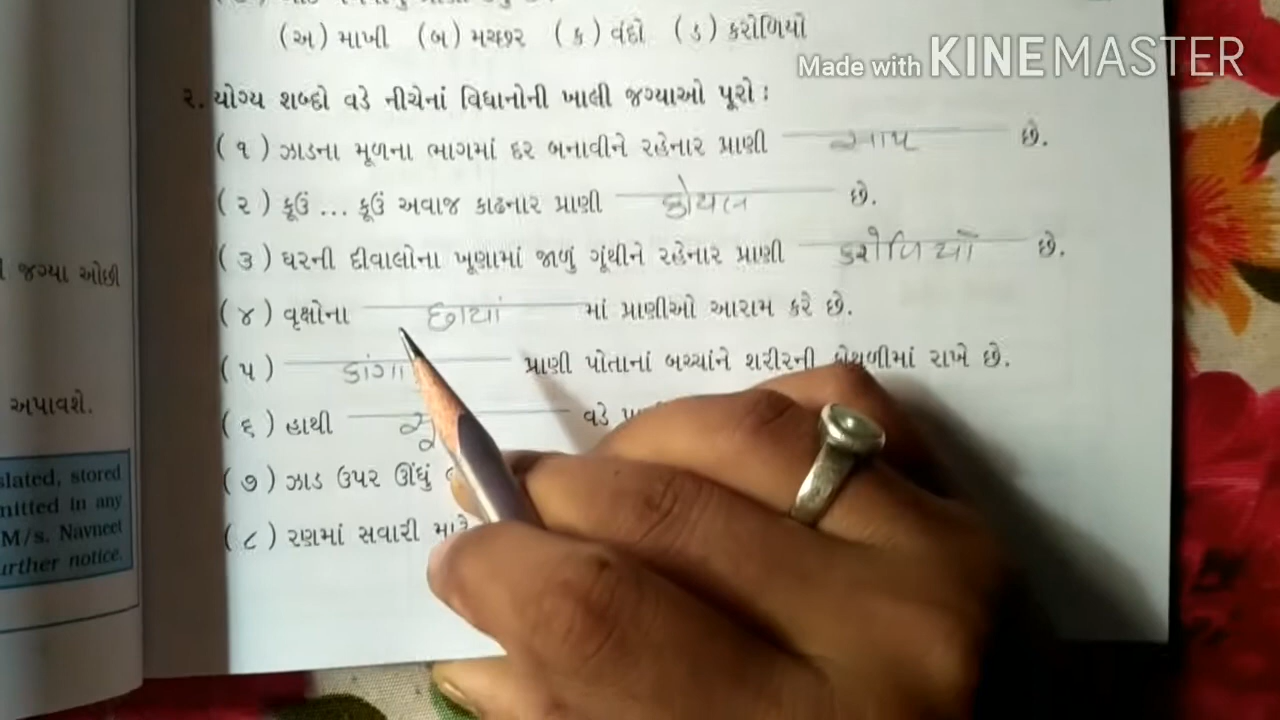 (અ) માખી (બ) મચ્છર (ક) વંદો (ડ) કરોળિયો
Made with KINEMASTER
૨. યોગ્ય શબ્દો વડે નીચેનાં વિધાનોની ખાલી જગ્યાઓ પૂરો :
(૧) ઝાડના મૂળના ભાગમાં દર બનાવીને રહેનાર પ્રાણી સાપ છે.
(૨) કૂઉં ... કૂઉં અવાજ કાઢનાર પ્રાણી કોયલ છે.
(૩) ઘરની દીવાલોના ખૂણામાં જાળું ગૂંથીને રહેનાર પ્રાણી કરોળિયો છે.
(૪) વૃક્ષોના છાયાં માં પ્રાણીઓ આરામ કરે છે.
(૫) કાંગા પ્રાણી પોતાનાં બચ્ચાંને શરીરની કોથળીમાં રાખે છે.
(૬) હાથી સૂ વડે
(૭) ઝાડ ઉપર ઊંધું
(૮) રણમાં સવારી માટે
જગ્યા ઓછી
અપાવશે.
slated, stored
mitted in any
M/s. Navneet
urther notice.